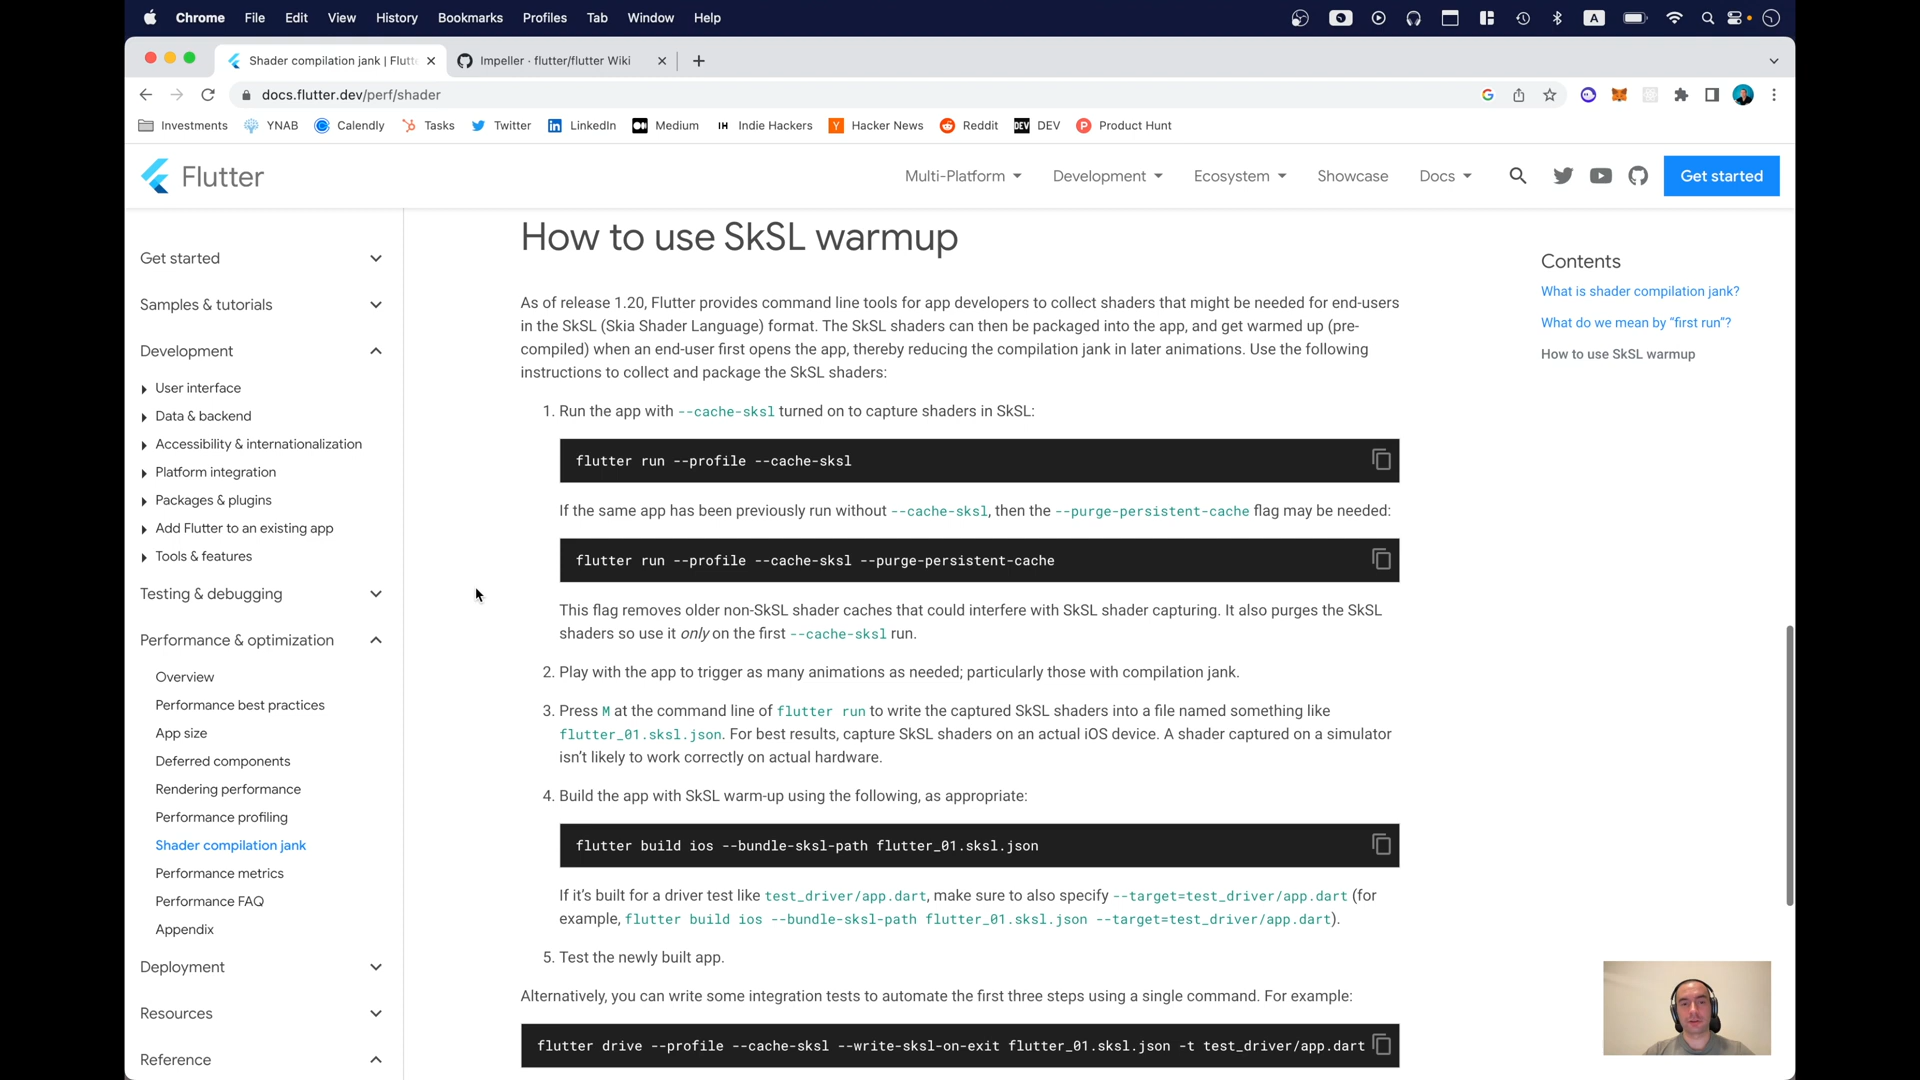 Chrome File Edit View History Bookmarks Profiles Tab Window Help
A
Shader compilation jank | Flutt
Impeller · flutter/flutter Wiki
docs.flutter.dev/perf/shader
Investments YNAB Calendly Tasks Twitter LinkedIn Medium Indie Hackers Hacker News Reddit DEV Product Hunt
Flutter
Multi-Platform Development Ecosystem Showcase Docs Get started
Get started
Samples & tutorials
Development
User interface
Data & backend
Accessibility & internationalization
Platform integration
Packages & plugins
Add Flutter to an existing app
Tools & features
Testing & debugging
Performance & optimization
Overview
Performance best practices
App size
Deferred components
Rendering performance
Performance profiling
Shader compilation jank
Performance metrics
Performance FAQ
Appendix
Deployment
Resources
Reference
How to use SkSL warmup
As of release 1.20, Flutter provides command line tools for app developers to collect shaders that might be needed for end-users
in the SkSL (Skia Shader Language) format. The SkSL shaders can then be packaged into the app, and get warmed up (pre-
compiled) when an end-user first opens the app, thereby reducing the compilation jank in later animations. Use the following
instructions to collect and package the SkSL shaders:
1. Run the app with --cache-sksl turned on to capture shaders in SkSL:
flutter run --profile --cache-sksl
If the same app has been previously run without --cache-sksl, then the --purge-persistent-cache flag may be needed:
flutter run --profile --cache-sksl --purge-persistent-cache
This flag removes older non-SkSL shader caches that could interfere with SkSL shader capturing. It also purges the SkSL
shaders so use it only on the first --cache-sksl run.
2. Play with the app to trigger as many animations as needed; particularly those with compilation jank.
3. Press M at the command line of flutter run to write the captured SkSL shaders into a file named something like
flutter_01.sksl.json. For best results, capture SkSL shaders on an actual iOS device. A shader captured on a simulator
isn't likely to work correctly on actual hardware.
4. Build the app with SkSL warm-up using the following, as appropriate:
flutter build ios --bundle-sksl-path flutter_01.sksl.json
If it's built for a driver test like test_driver/app.dart, make sure to also specify --target=test_driver/app.dart (for
example, flutter build ios --bundle-sksl-path flutter_01.sksl.json --target=test_driver/app.dart).
5. Test the newly built app.
Alternatively, you can write some integration tests to automate the first three steps using a single command. For example:
flutter drive --profile --cache-sksl --write-sksl-on-exit flutter_01.sksl.json -t test_driver/app.dart
Contents
What is shader compilation jank?
What do we mean by “first run”?
How to use SkSL warmup